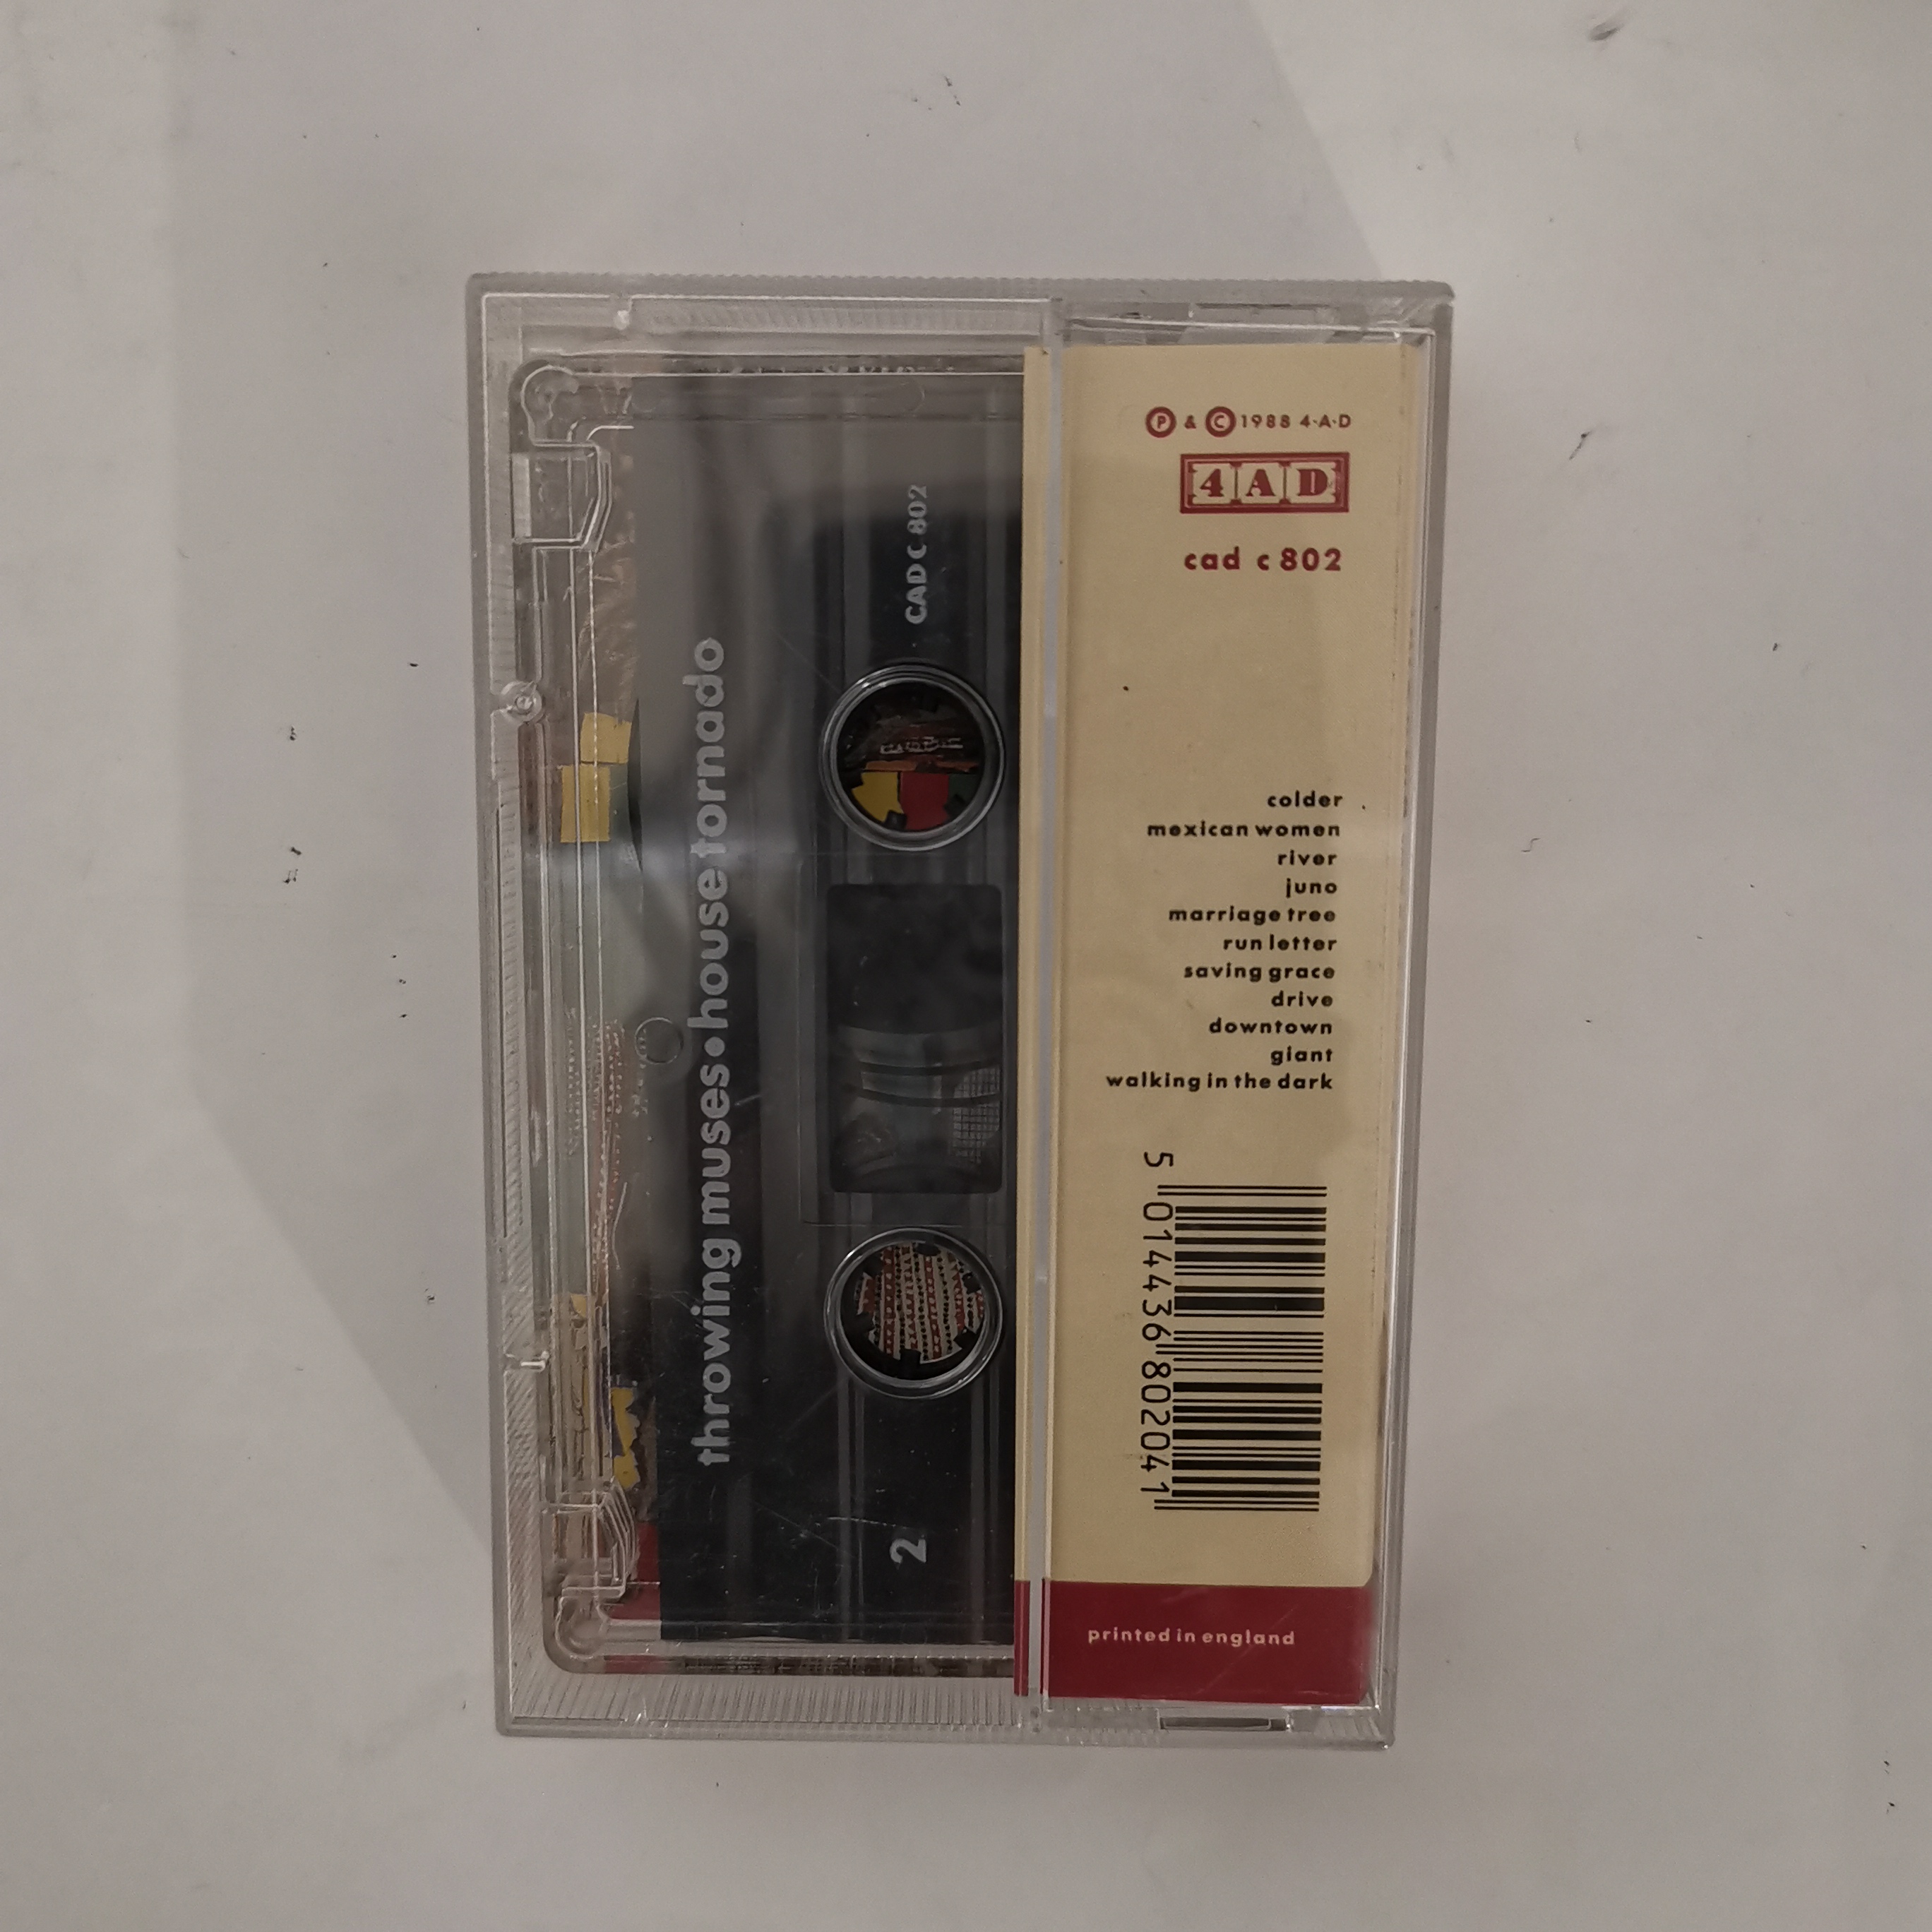 throwing muses•house tornado
CAD C 802
2
Ⓟ & Ⓒ 1988 4·A·D
4AD
cad c 802
colder
mexican women
river
juno
marriage tree
run letter
saving grace
drive
downtown
giant
walking in the dark
5 014436 802041
printed in england